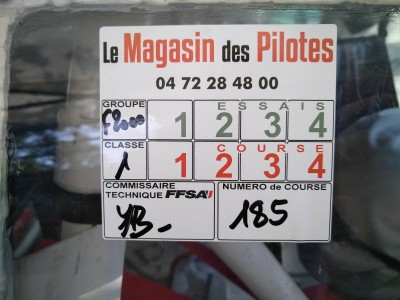 Le Magasin des Pilotes
04 72 28 48 00
GROUPE
F2000
ESSAIS
1 2 3 4
CLASSE
1
COURSE
1 2 3 4
COMMISSAIRE
TECHNIQUE FFSA
YB-
NUMERO de COURSE
185